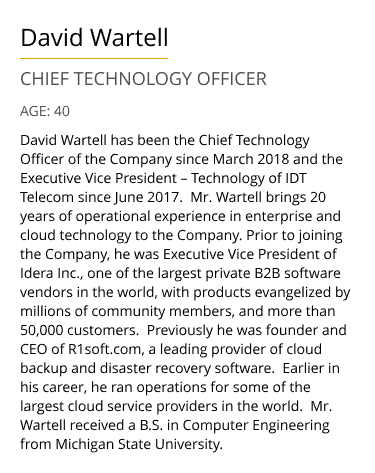 David Wartell
CHIEF TECHNOLOGY OFFICER
AGE: 40
David Wartell has been the Chief Technology
Officer of the Company since March 2018 and the
Executive Vice President – Technology of IDT
Telecom since June 2017.  Mr. Wartell brings 20
years of operational experience in enterprise and
cloud technology to the Company. Prior to joining
the Company, he was Executive Vice President of
Idera Inc., one of the largest private B2B software
vendors in the world, with products evangelized by
millions of community members, and more than
50,000 customers.  Previously he was founder and
CEO of R1soft.com, a leading provider of cloud
backup and disaster recovery software.  Earlier in
his career, he ran operations for some of the
largest cloud service providers in the world.  Mr.
Wartell received a B.S. in Computer Engineering
from Michigan State University.